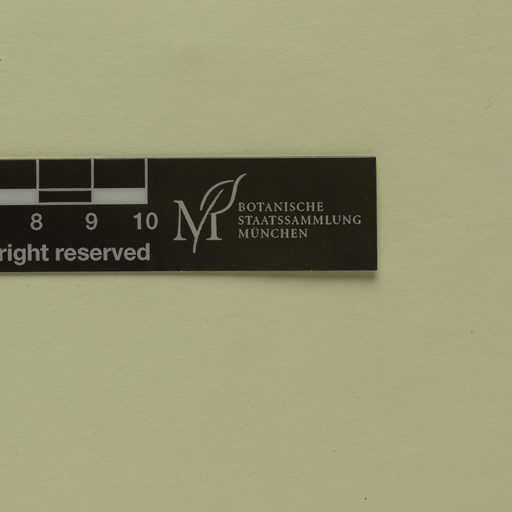 8 9 10
right reserved
M BOTANISCHE
STAATSSAMMLUNG
MÜNCHEN